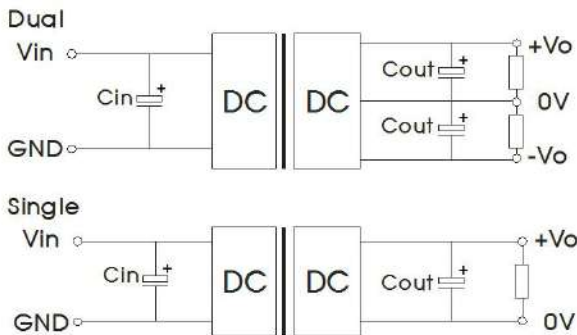 Dual
Vin
Cin
+
GND
DC
DC
Cout
+
Cout
+
+Vo
0V
-Vo
Single
Vin
Cin
+
GND
DC
DC
Cout
+
+Vo
0V